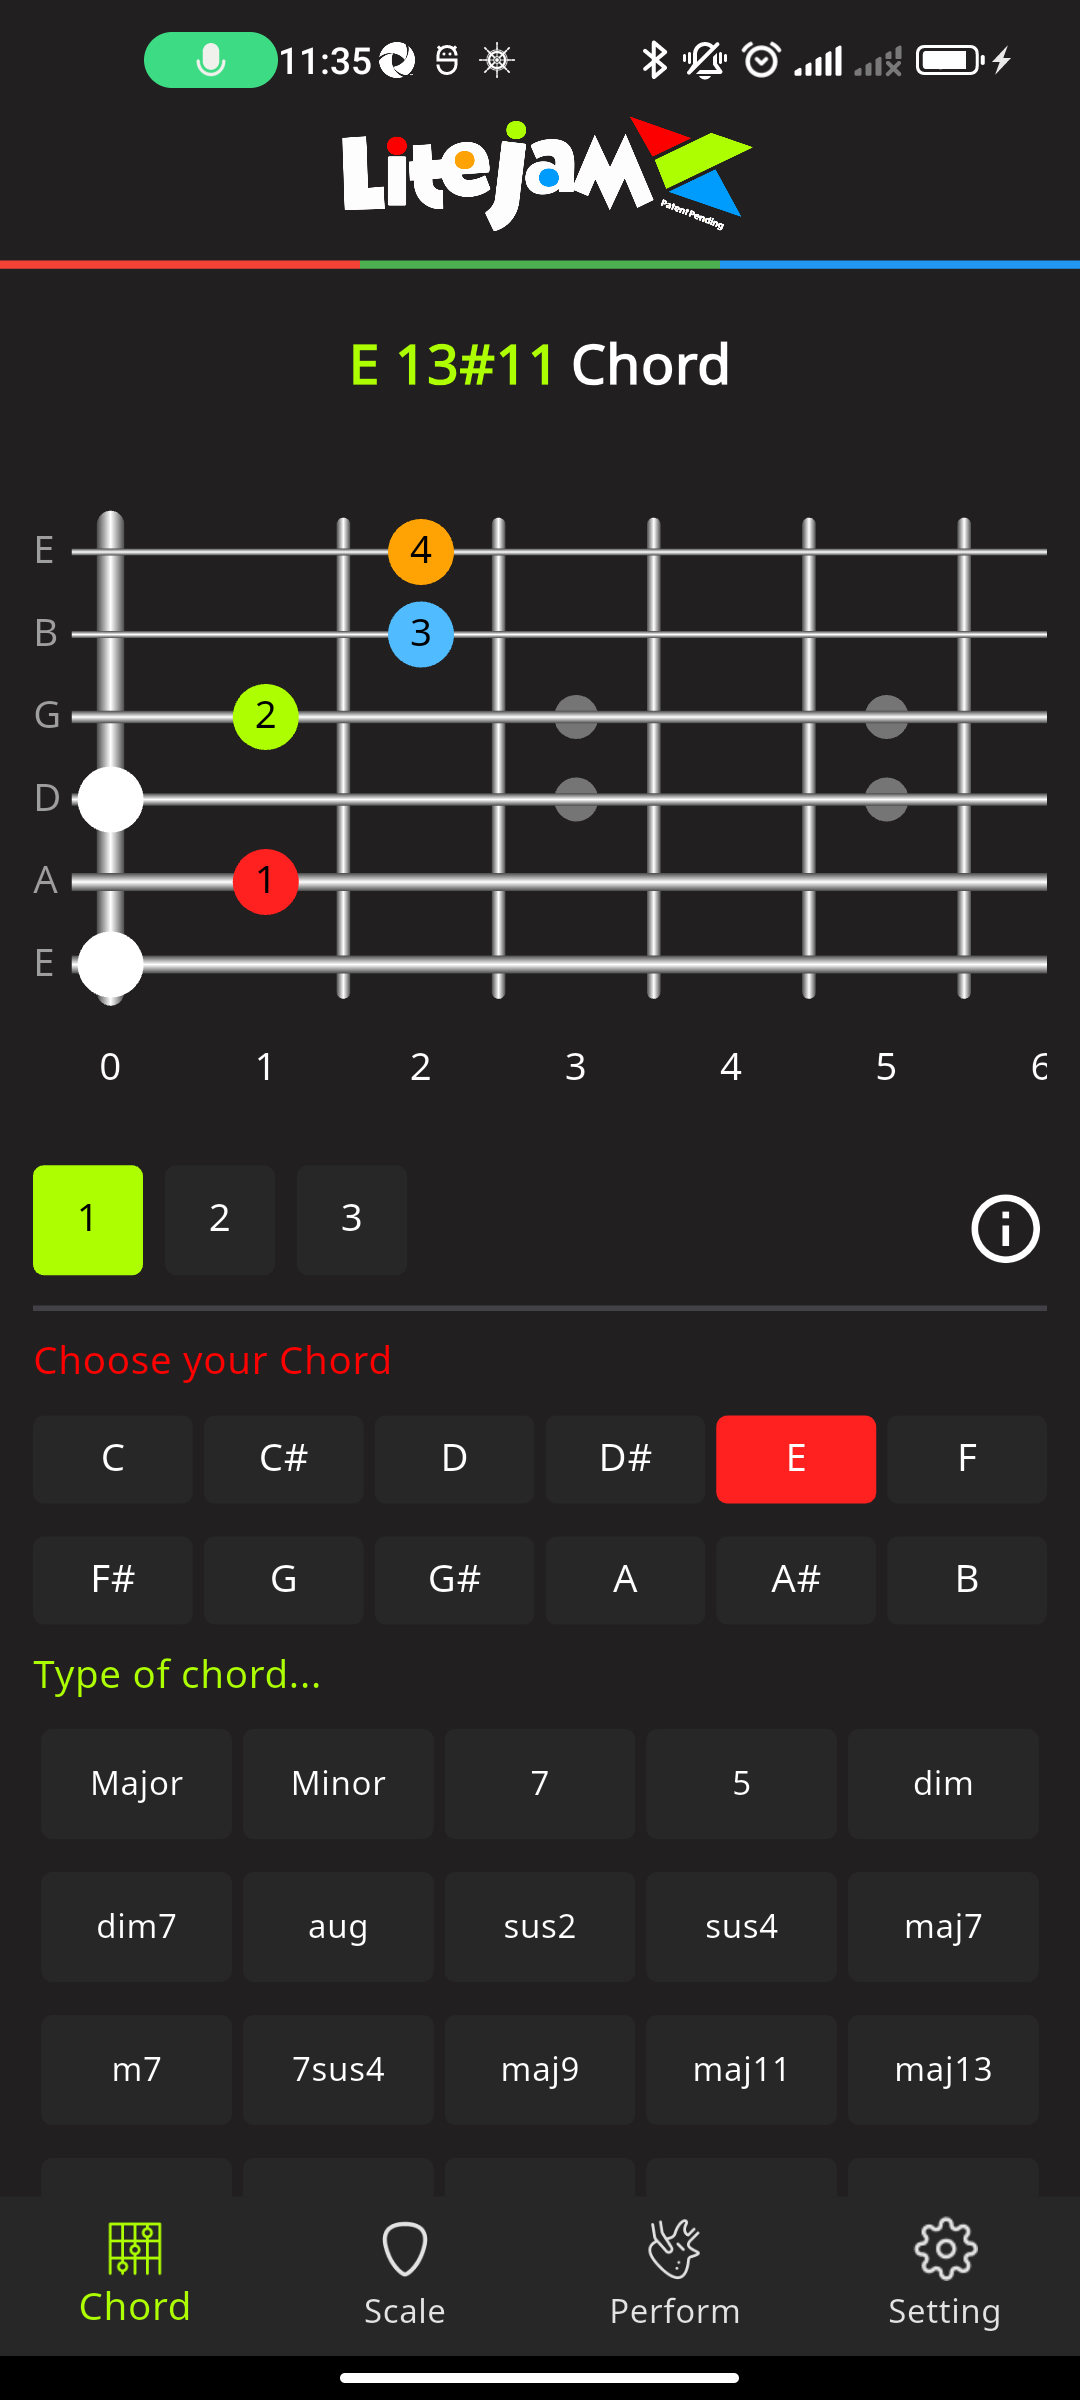 11:35
LiteJam
Patent Pending
E 13#11 Chord
E 4
B 3
G 2
D
A 1
E
0 1 2 3 4 5 6
1 2 3
Choose your Chord
C C# D D# E F
F# G G# A A# B
Type of chord...
Major Minor 7 5 dim
dim7 aug sus2 sus4 maj7
m7 7sus4 maj9 maj11 maj13
Chord Scale Perform Setting